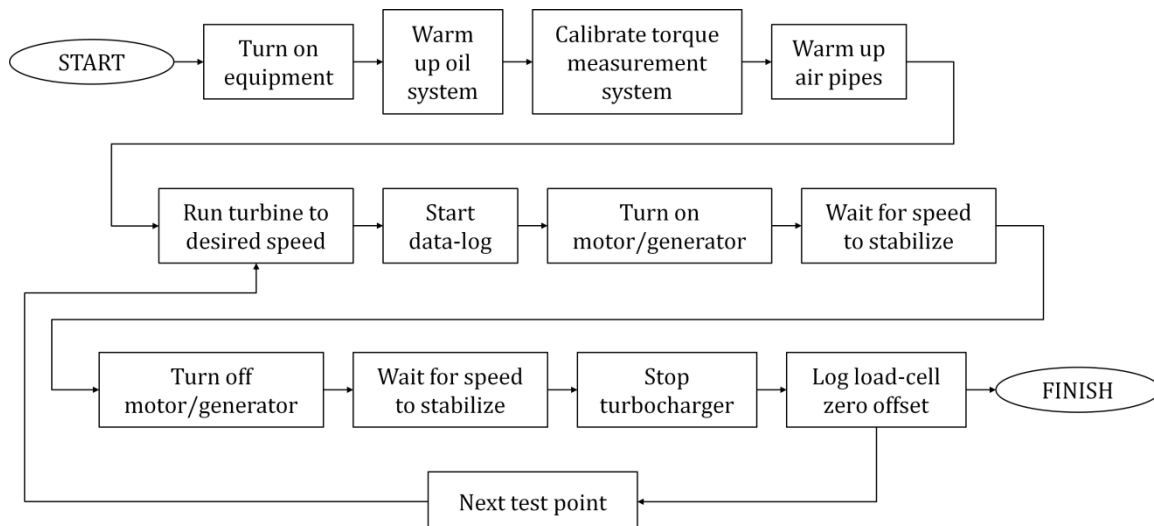 START
Turn on
equipment
Warm
up oil
system
Calibrate torque
measurement
system
Warm up
air pipes
Run turbine to
desired speed
Start
data-log
Turn on
motor/generator
Wait for speed
to stabilize
Turn off
motor/generator
Wait for speed
to stabilize
Stop
turbocharger
Log load-cell
zero offset
FINISH
Next test point